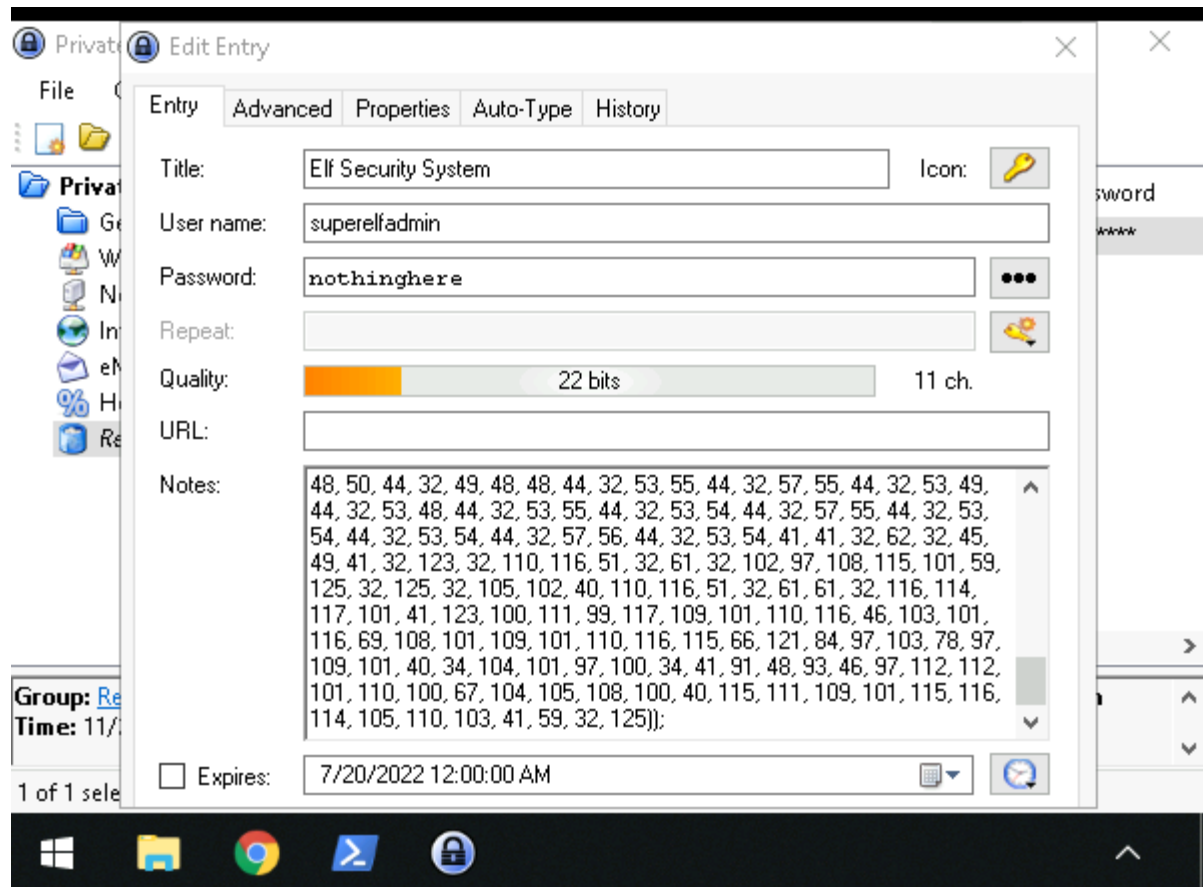 Edit Entry
File
Entry Advanced Properties Auto-Type History
Title: Elf Security System Icon:
User name: superelfadmin
Password: nothinghere
Repeat:
Quality: 22 bits 11 ch.
URL:
Notes: 48, 50, 44, 32, 49, 48, 48, 44, 32, 53, 55, 44, 32, 57, 55, 44, 32, 53, 49,
44, 32, 53, 48, 44, 32, 53, 55, 44, 32, 53, 54, 44, 32, 57, 55, 44, 32, 53,
54, 44, 32, 53, 54, 44, 32, 57, 56, 44, 32, 53, 54, 41, 41, 32, 62, 32, 45,
49, 41, 32, 123, 32, 110, 116, 51, 32, 61, 32, 102, 97, 108, 115, 101, 59,
125, 32, 125, 32, 105, 102, 40, 110, 116, 51, 32, 61, 61, 32, 116, 114,
117, 101, 41, 123, 100, 111, 99, 117, 109, 101, 110, 116, 46, 103, 101,
116, 69, 108, 101, 109, 101, 110, 116, 115, 66, 121, 84, 97, 103, 78, 97,
109, 101, 40, 34, 104, 101, 97, 100, 34, 41, 91, 48, 93, 46, 97, 112, 112,
101, 110, 100, 67, 104, 105, 108, 100, 40, 115, 111, 109, 101, 115, 116,
114, 105, 110, 103, 41, 59, 32, 125));
Expires: 7/20/2022 12:00:00 AM
Privat
Ge
W
In
eM
Re
sword
****
Group: Re
Time: 11/
1 of 1 sele